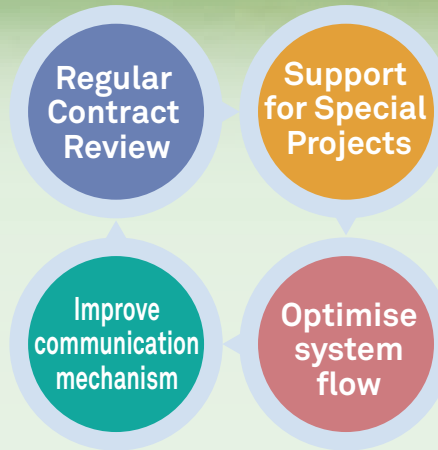 Regular
Contract
Review
Support
for Special
Projects
Improve
communication
mechanism
Optimise
system
flow